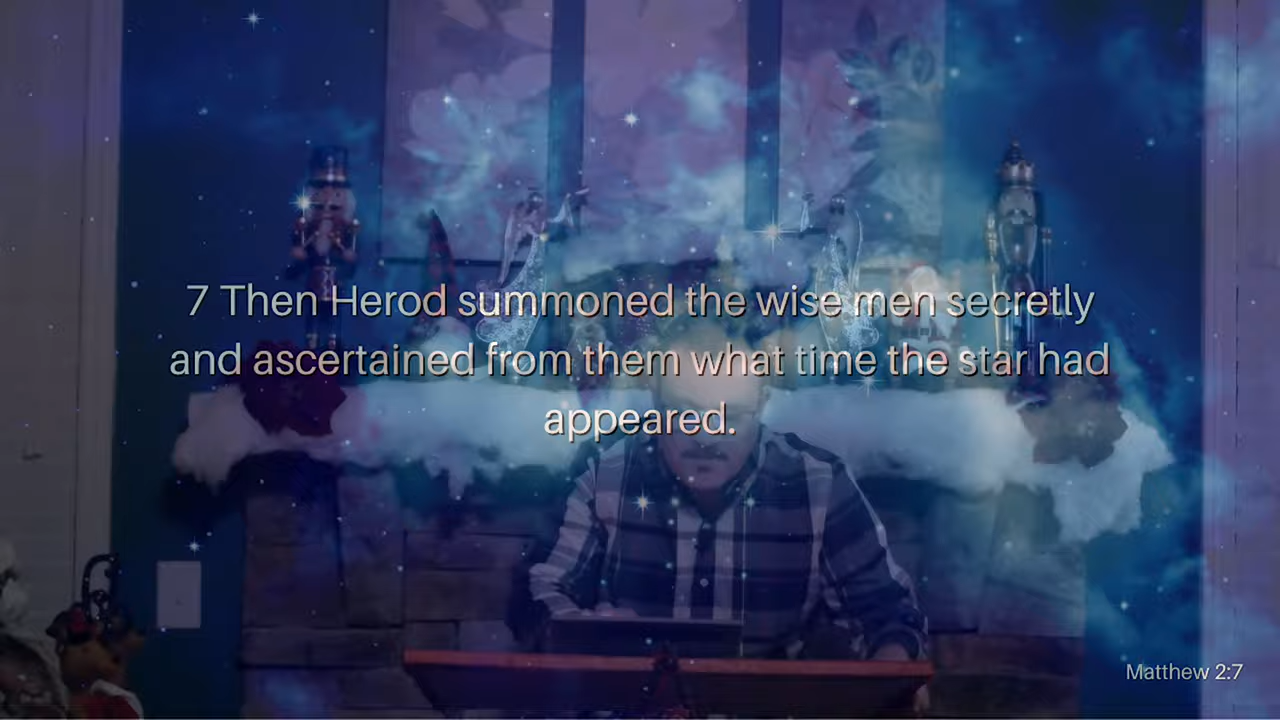 7 Then Herod summoned the wise men secretly
and ascertained from them what time the star had
appeared.
Matthew 2:7